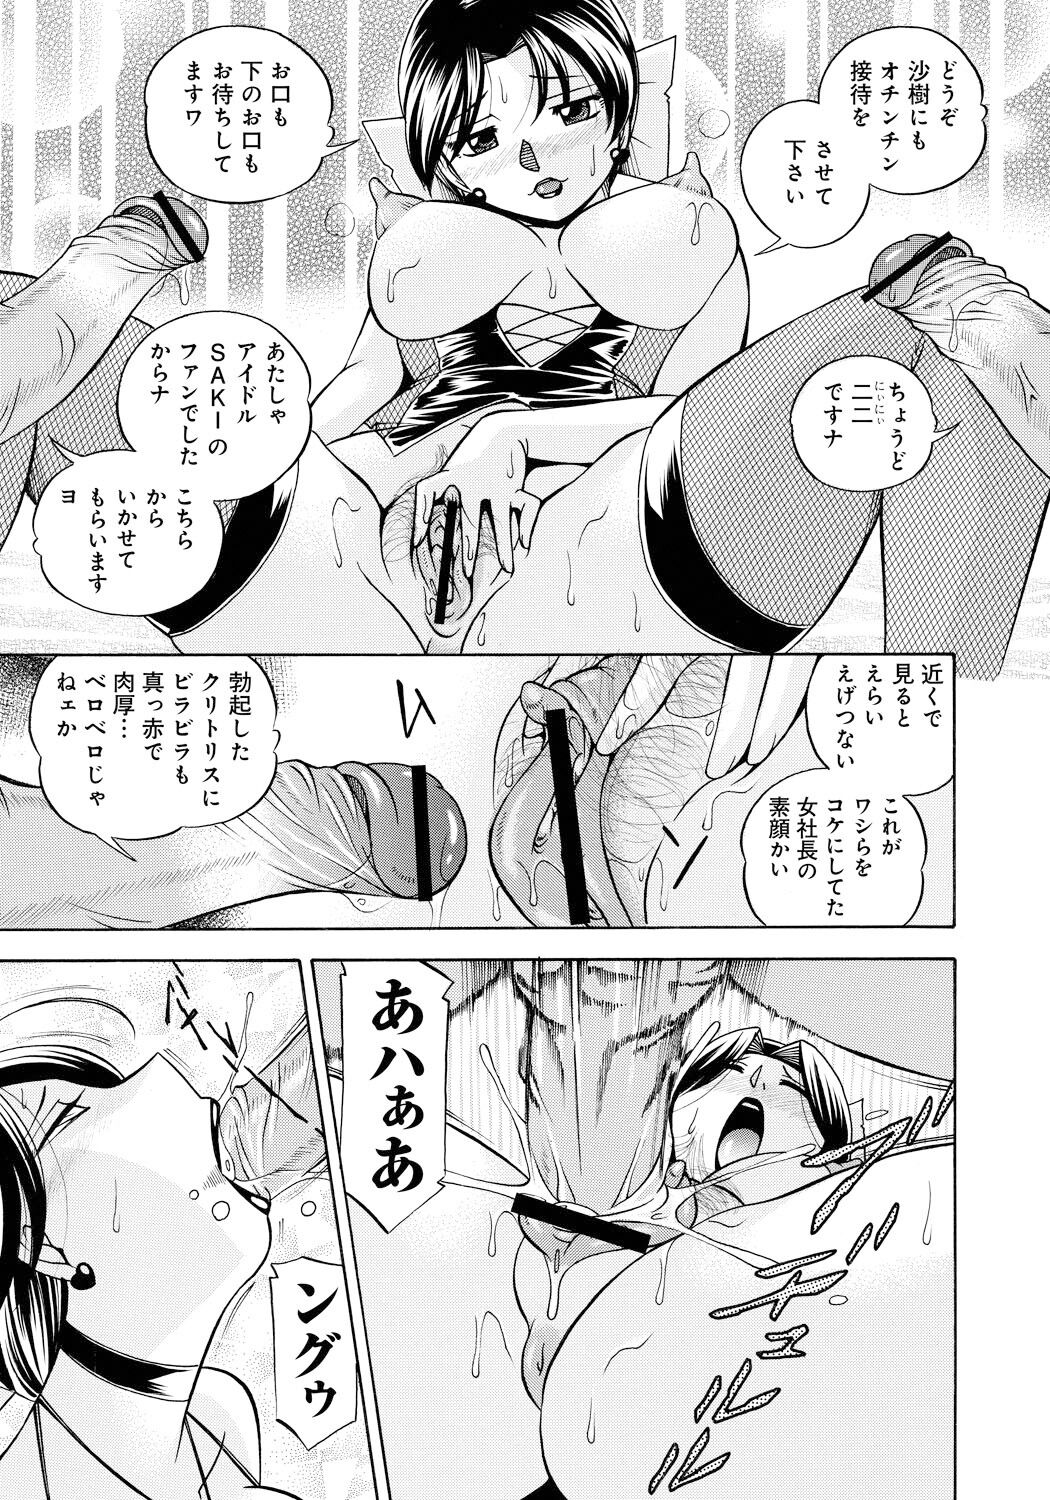 どうぞ
沙樹にも
オチンチン
接待を
させて
下さい
お口も
下のお口も
お待ちして
ますワ
ちょうど
二二
にぃにぃ
ですナ
あたしゃ
アイドル
SAKIの
ファンでした
からナ
こちら
から
いかせて
もらいます
ヨ
近くで
見ると
えらい
えげつない
これが
ワシらを
コケにしてた
女社長の
素顔かい
勃起した
クリトリスに
ビラビラも
真っ赤で
肉厚…
ベロベロじゃ
ねェか
あハぁあ
ングゥ